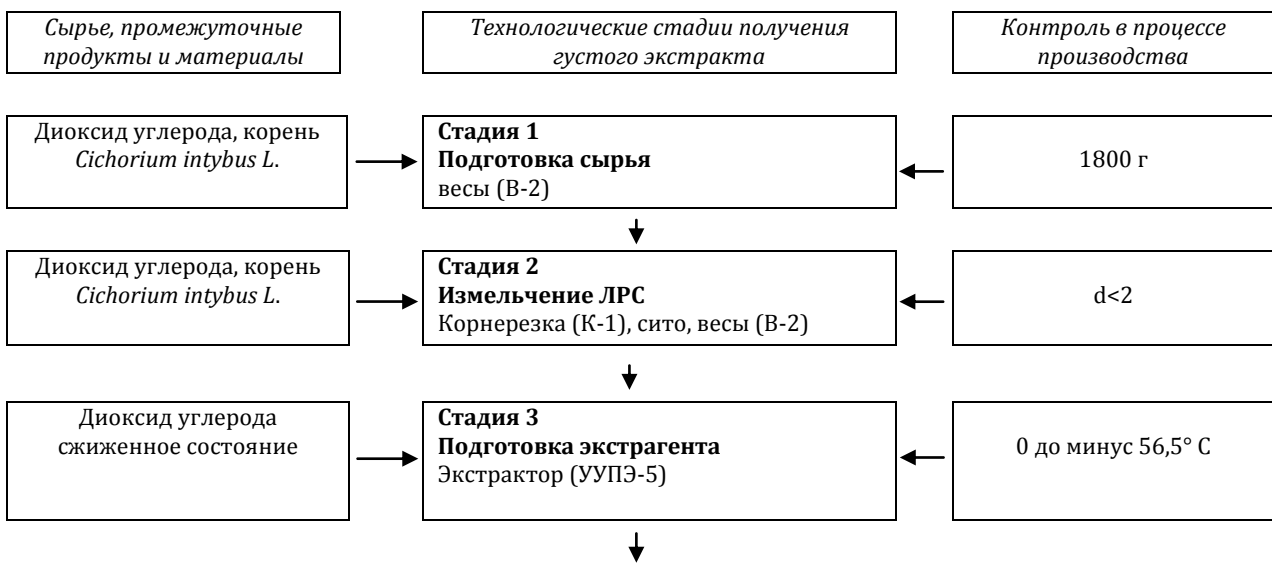 Сырье, промежуточные
продукты и материалы
Технологические стадии получения
густого экстракта
Контроль в процессе
производства
Диоксид углерода, корень
Cichorium intybus L.
Стадия 1
Подготовка сырья
весы (В-2)
1800 г
Диоксид углерода, корень
Cichorium intybus L.
Стадия 2
Измельчение ЛРС
Корнерезка (К-1), сито, весы (В-2)
d<2
Диоксид углерода
сжиженное состояние
Стадия 3
Подготовка экстрагента
Экстрактор (УУПЭ-5)
0 до минус 56,5° С